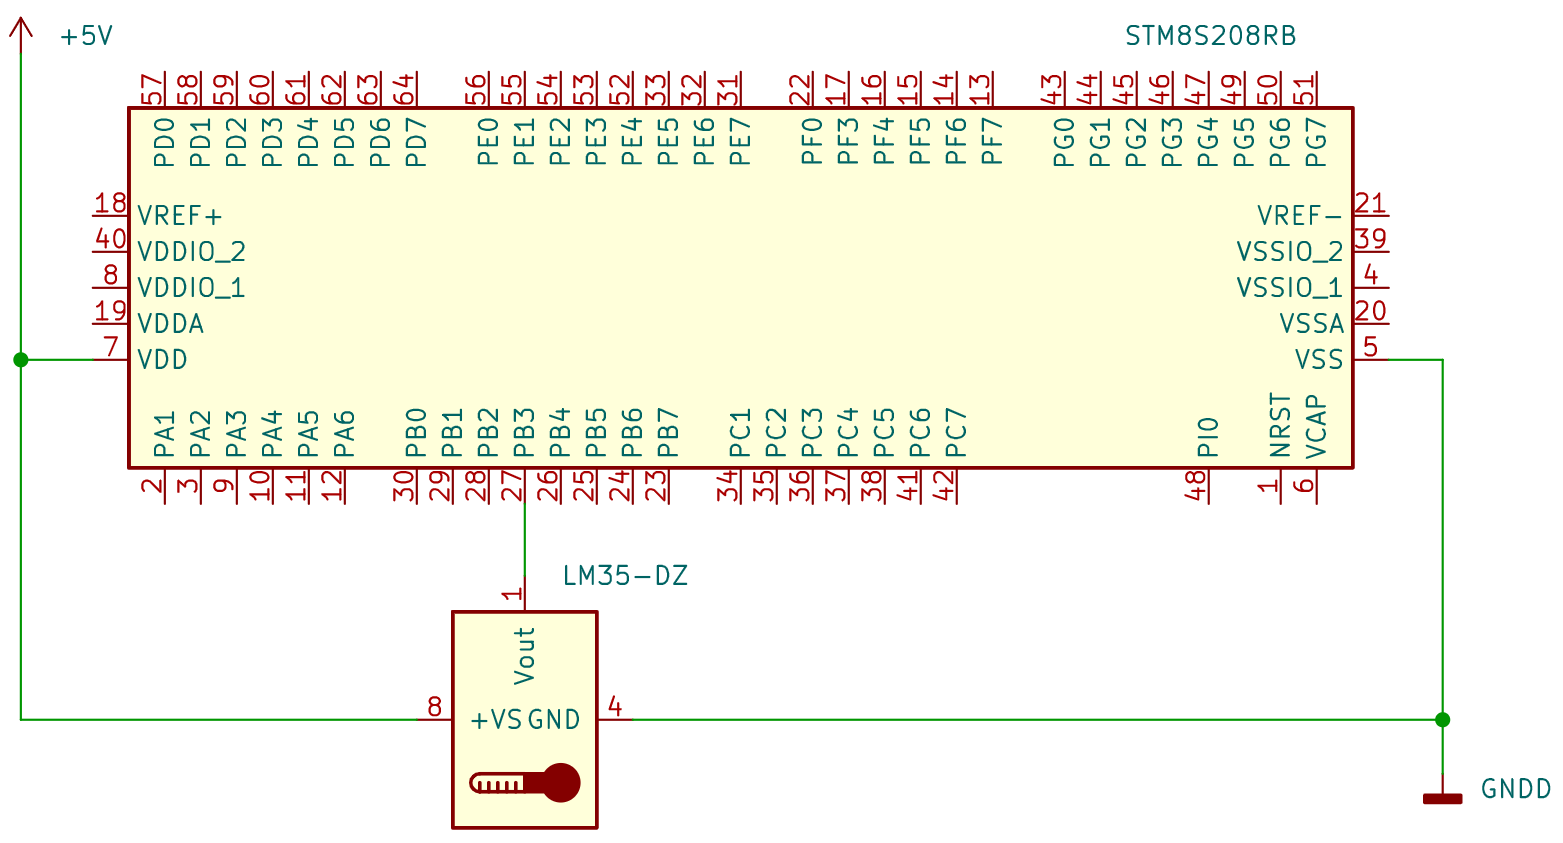 +5V
STM8S208RB
57 58 59 60 61 62 63 64 56 55 54 53 52 33 32 31 22 17 16 15 14 13 43 44 45 46 47 49 50 51
PD0 PD1 PD2 PD3 PD4 PD5 PD6 PD7 PE0 PE1 PE2 PE3 PE4 PE5 PE6 PE7 PF0 PF3 PF4 PF5 PF6 PF7 PG0 PG1 PG2 PG3 PG4 PG5 PG6 PG7
18 VREF+ VREF- 21
40 VDDIO_2 VSSIO_2 39
8 VDDIO_1 VSSIO_1 4
19 VDDA VSSA 20
7 VDD VSS 5
PA1 PA2 PA3 PA4 PA5 PA6 PB0 PB1 PB2 PB3 PB4 PB5 PB6 PB7 PC1 PC2 PC3 PC4 PC5 PC6 PC7 PI0 NRST VCAP
2 3 9 10 11 12 30 29 28 27 26 25 24 23 34 35 36 37 38 41 42 48 1 6
LM35-DZ
1
Vout
8 +VS GND 4
GNDD